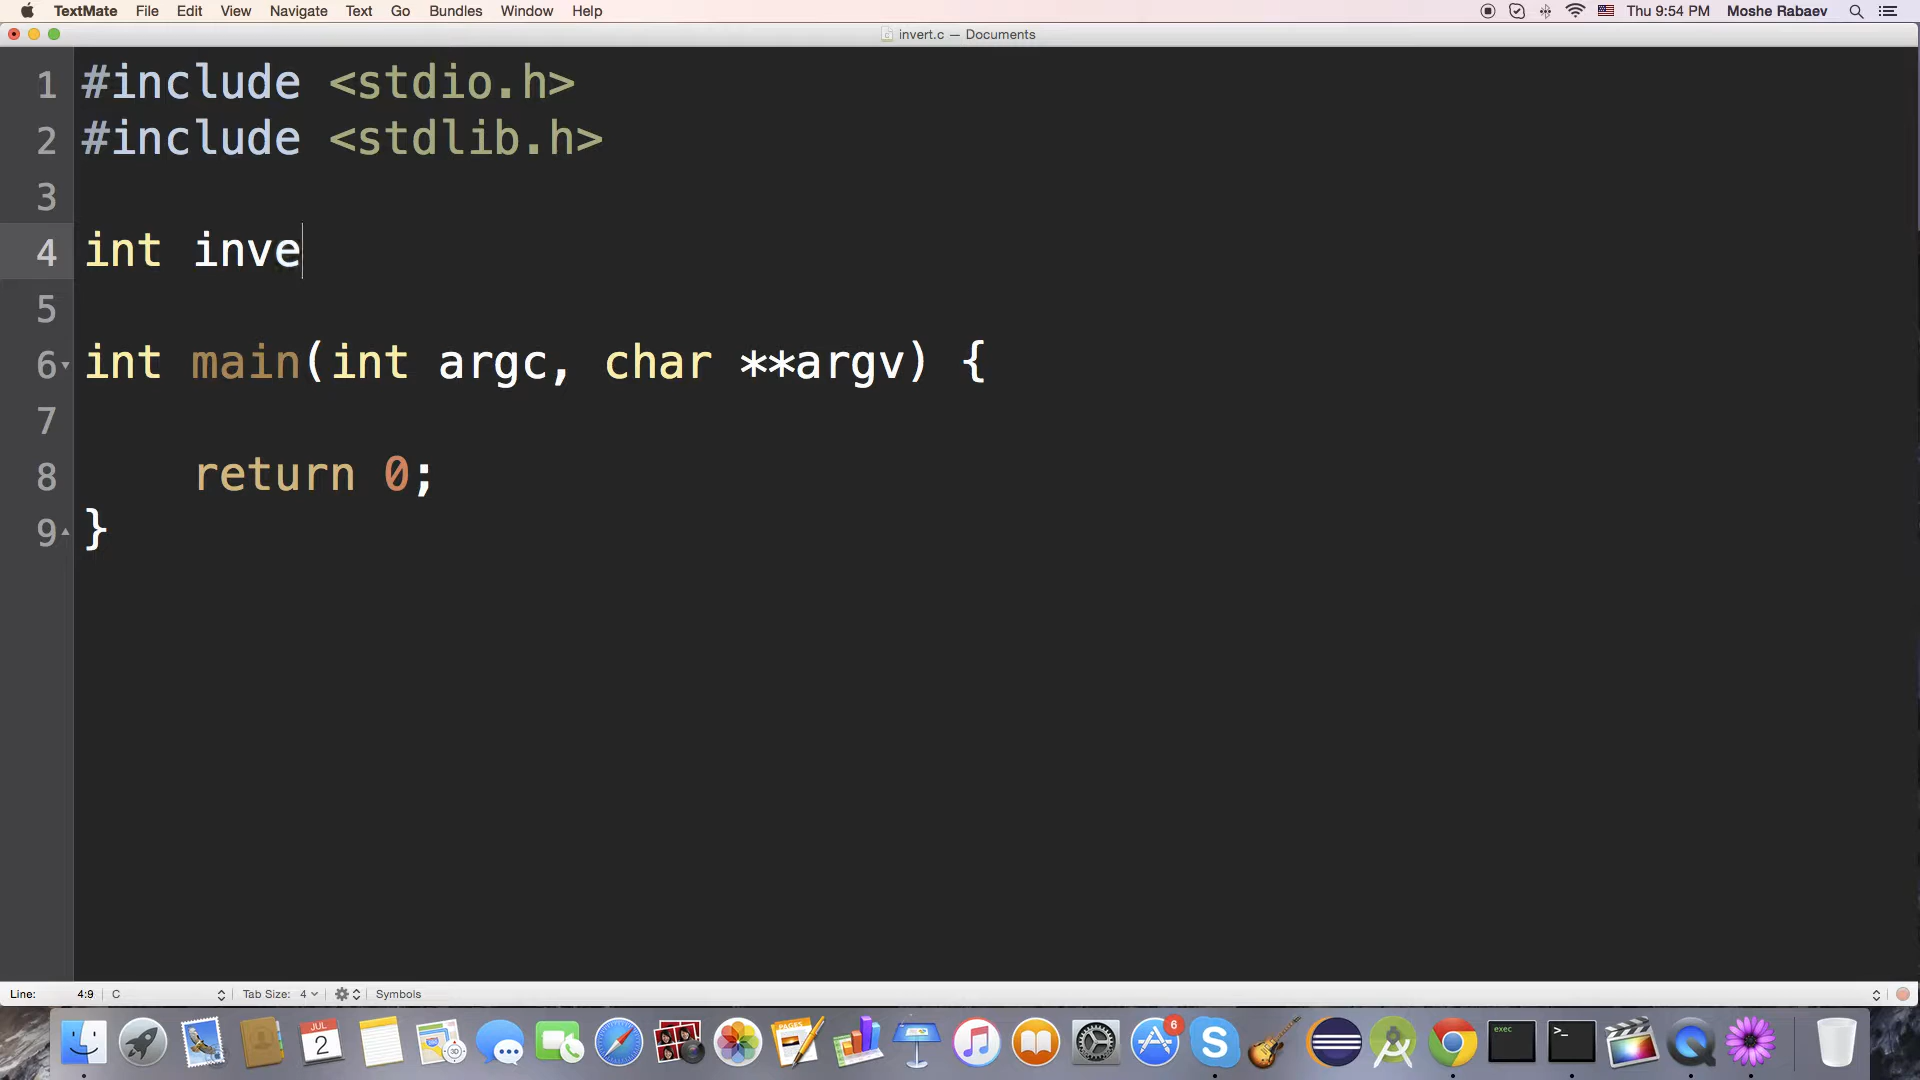 TextMate File Edit View Navigate Text Go Bundles Window Help Thu 9:54 PM Moshe Rabaev
invert.c — Documents
1 #include <stdio.h>
2 #include <stdlib.h>
3
4 int inve
5
6 int main(int argc, char **argv) {
7
8 return 0;
9 }
Line: 4:9 C Tab Size: 4 Symbols
JUL
2
3D
PAGES
6
exec
>_